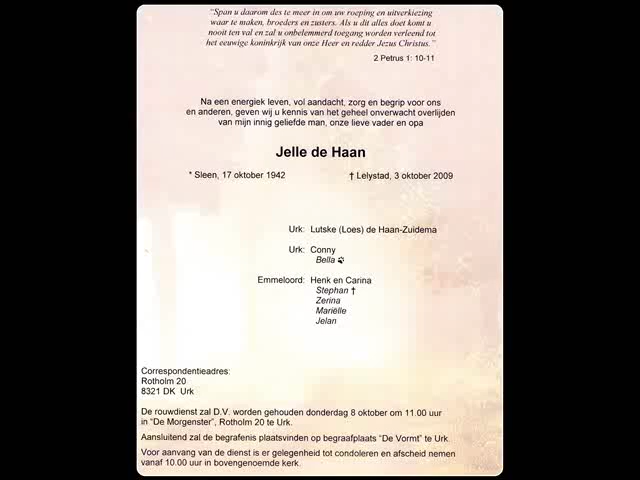 "Span u daarom des te meer in om uw roeping en uitverkiezing
waar te maken, broeders en zusters. Als u dit alles doet komt u
nooit ten val en zal u onbelemmerd toegang worden verleend tot
het eeuwige koninkrijk van onze Heer en redder Jezus Christus."
2 Petrus 1: 10-11
Na een energiek leven, vol aandacht, zorg en begrip voor ons
en anderen, geven wij u kennis van het geheel onverwacht overlijden
van mijn innig geliefde man, onze lieve vader en opa
Jelle de Haan
* Sleen, 17 oktober 1942 † Lelystad, 3 oktober 2009
Urk: Lutske (Loes) de Haan-Zuidema
Urk: Conny
Bella
Emmeloord: Henk en Carina
Stephan †
Zerina
Mariëlle
Jelan
Correspondentieadres:
Rotholm 20
8321 DK Urk
De rouwdienst zal D.V. worden gehouden donderdag 8 oktober om 11.00 uur
in "De Morgenster", Rotholm 20 te Urk.
Aansluitend zal de begrafenis plaatsvinden op begraafplaats "De Vormt" te Urk.
Voor aanvang van de dienst is er gelegenheid tot condoleren en afscheid nemen
vanaf 10.00 uur in bovengenoemde kerk.